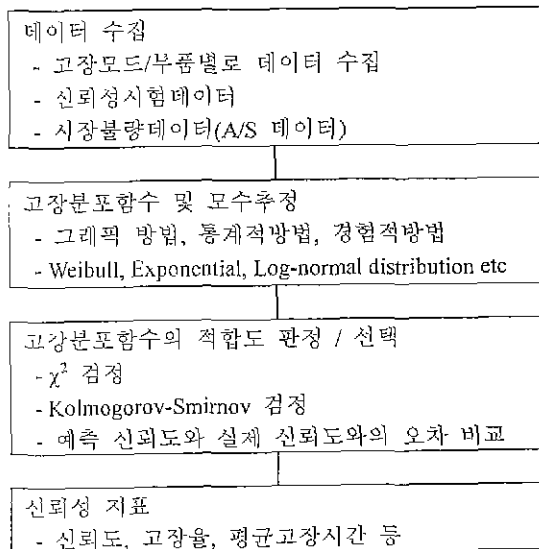 데이터 수집
- 고장모드/부품별로 데이터 수집
- 신뢰성시험데이터
- 시장불량데이터(A/S 데이터)
고장분포함수 및 모수추정
- 그래픽 방법, 통계적방법, 경험적방법
- Weibull, Exponential, Log-normal distribution etc
고장분포함수의 적합도 판정 / 선택
- χ² 검정
- Kolmogorov-Smirnov 검정
- 예측 신뢰도와 실제 신뢰도와의 오차 비교
신뢰성 지표
- 신뢰도, 고장율, 평균고장시간 등